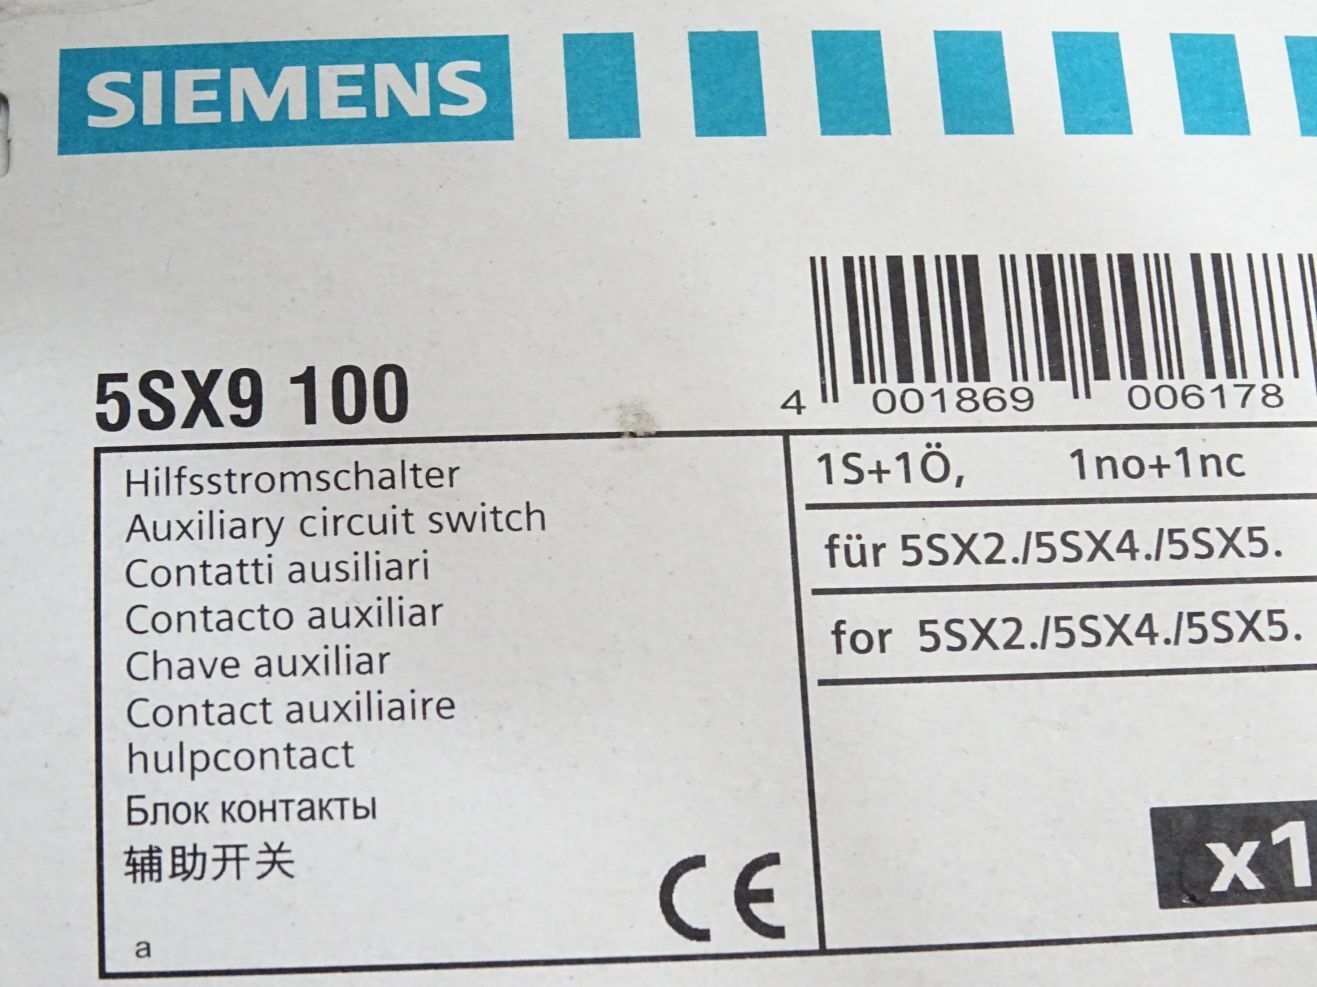 SIEMENS
5SX9 100
4 001869 006178
Hilfsstromschalter
Auxiliary circuit switch
Contatti ausiliari
Contacto auxiliar
Chave auxiliar
Contact auxiliaire
hulpcontact
Блок контакты
辅助开关
a
CE
1S+1Ö, 1no+1nc
für 5SX2./5SX4./5SX5.
for 5SX2./5SX4./5SX5.
x1